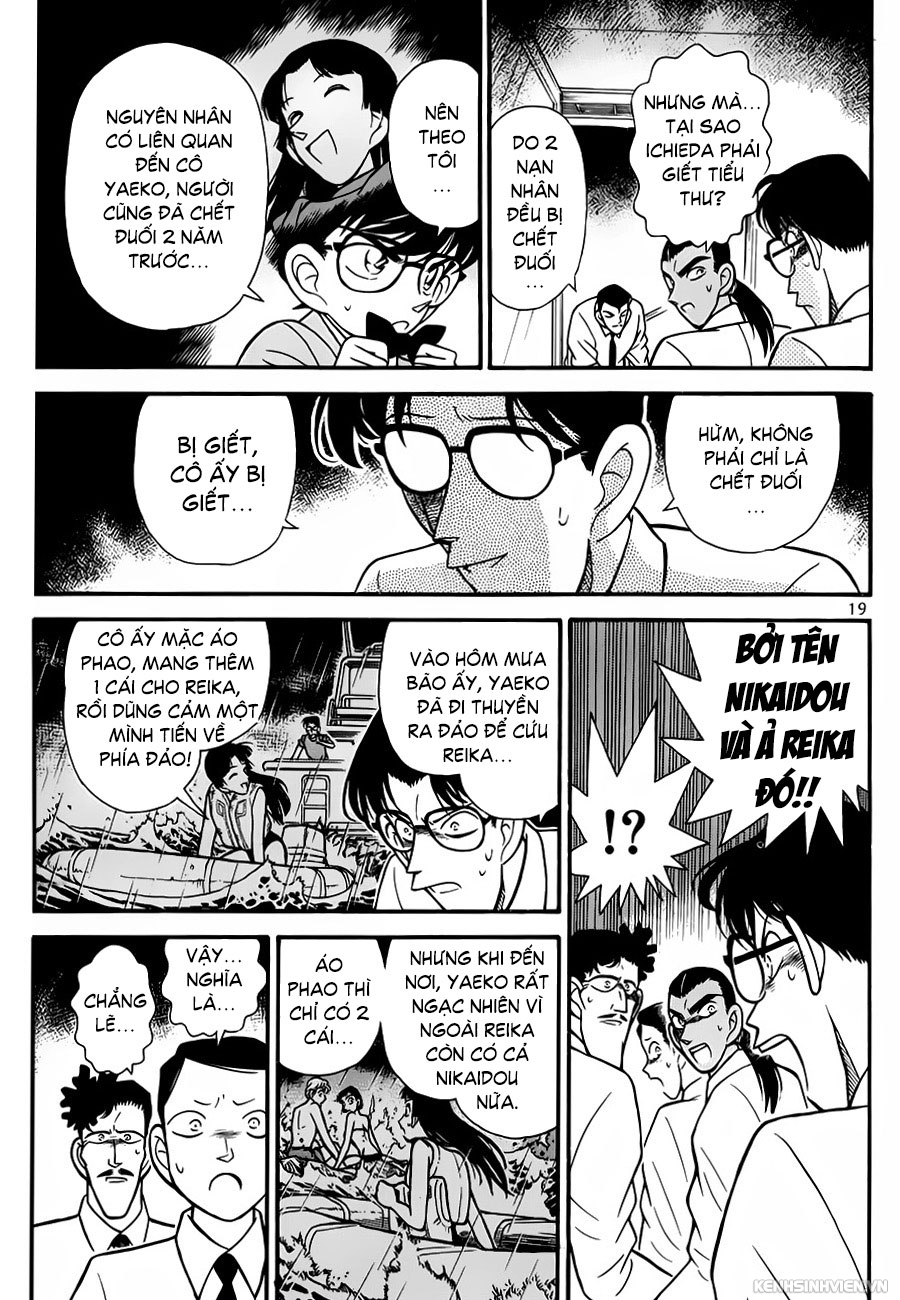 NHƯNG MÀ...
TẠI SAO
ICHIEDA PHẢI
GIẾT TIỂU
THƯ?
DO 2
NẠN
NHÂN
ĐỀU BỊ
CHẾT
ĐUỐI
...
NÊN
THEO
TÔI
...
NGUYÊN NHÂN
CÓ LIÊN QUAN
ĐẾN CÔ
YAEKO, NGƯỜI
CŨNG ĐÃ CHẾT
ĐUỐI 2 NĂM
TRƯỚC...
HỪM, KHÔNG
PHẢI CHỈ LÀ
CHẾT ĐUỐI
...
BỊ GIẾT,
CÔ ẤY BỊ
GIẾT...
19
BỞI TÊN
NIKAIDOU
VÀ Ả REIKA
ĐÓ!!
!?
VÀO HÔM MƯA
BÃO ẤY, YAEKO
ĐÃ ĐI THUYỀN
RA ĐẢO ĐỂ CỨU
REIKA...
CÔ ẤY MẶC ÁO
PHAO, MANG THÊM
1 CÁI CHO REIKA,
RỒI DŨNG CẢM MỘT
MÌNH TIẾN VỀ
PHÍA ĐẢO!
NHƯNG KHI ĐẾN
NƠI, YAEKO RẤT
NGẠC NHIÊN VÌ
NGOÀI REIKA
CÒN CÓ CẢ
NIKAIDOU
NỮA.
ÁO
PHAO THÌ
CHỈ CÓ 2
CÁI...
VẬY...
NGHĨA
LÀ...
CHẲNG
LẼ...
KENHSINHVIEN.VN